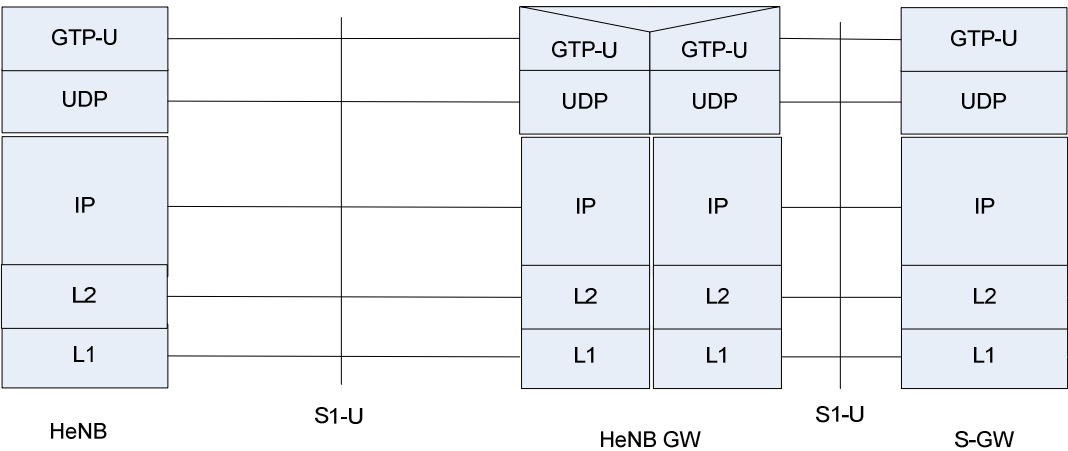 GTP-U
GTP-U
GTP-U
GTP-U
UDP
UDP
UDP
UDP
IP
IP
IP
IP
L2
L2
L2
L2
L1
L1
L1
L1
S1-U
S1-U
HeNB
HeNB GW
S-GW